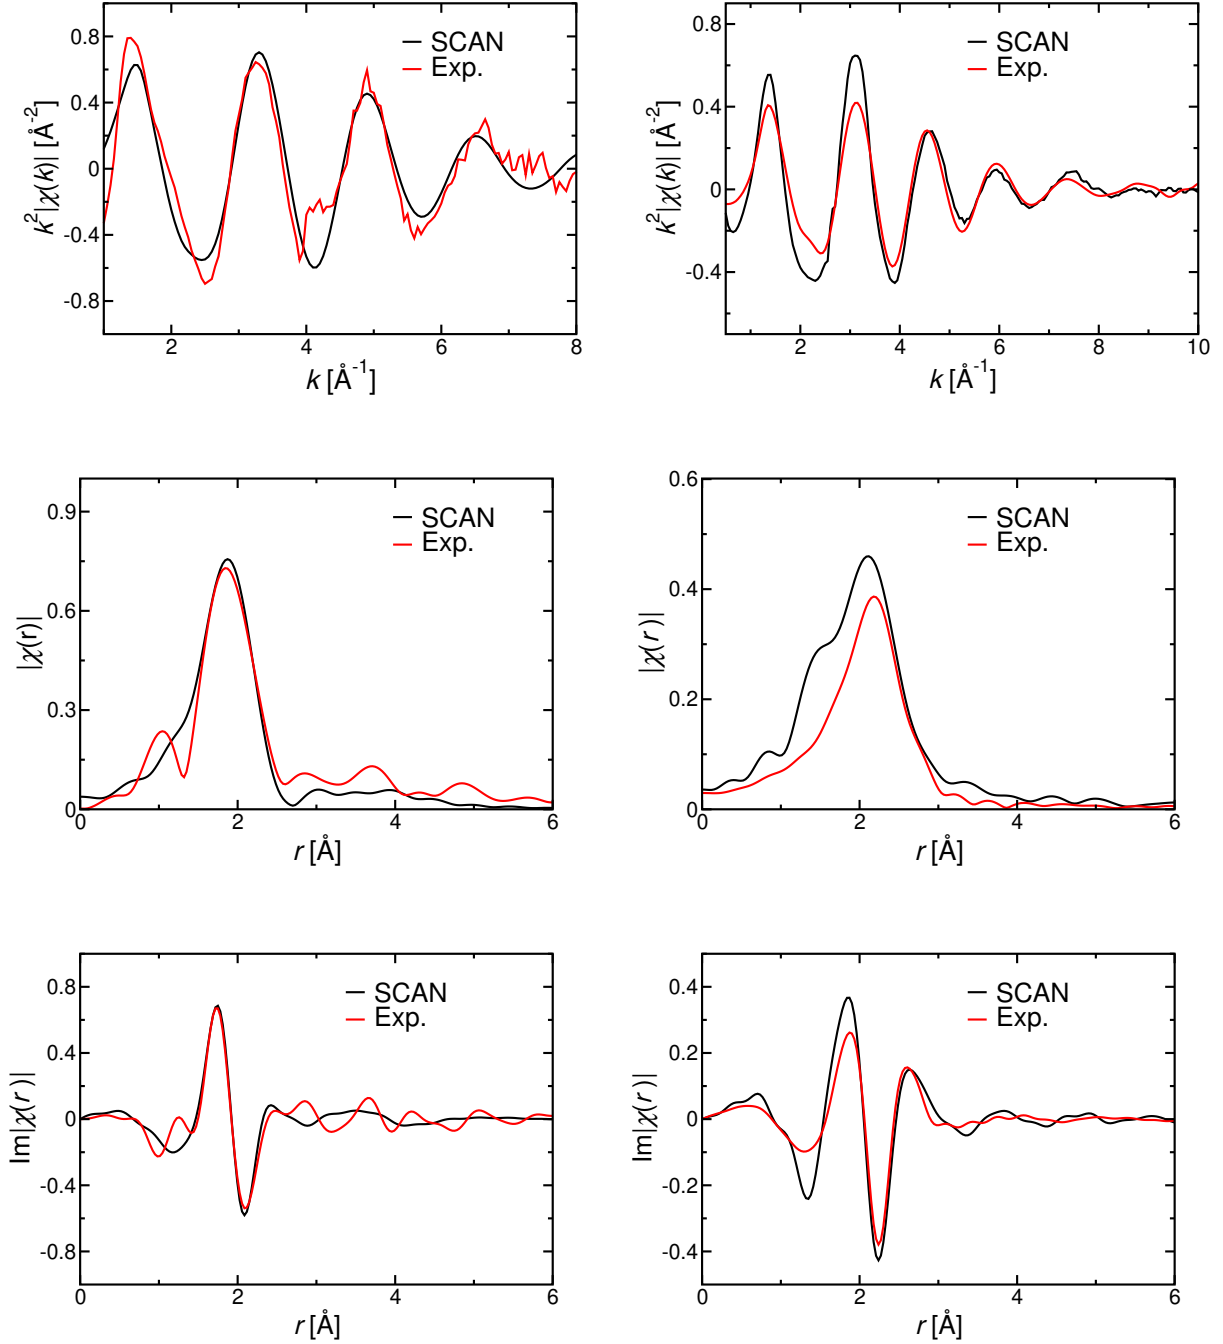 0.8
0.4
0
-0.4
-0.8
k²|χ(k)| [Å⁻²]
SCAN
Exp.
2
4
6
8
k [Å⁻¹]
0.8
0.4
0
-0.4
k²|χ(k)| [Å⁻²]
SCAN
Exp.
2
4
6
8
10
k [Å⁻¹]
0.9
0.6
0.3
0
|χ(r)|
SCAN
Exp.
0
2
4
6
r [Å]
0.6
0.4
0.2
0
|χ(r)|
SCAN
Exp.
0
2
4
6
r [Å]
0.8
0.4
0
-0.4
-0.8
Im|χ(r)|
SCAN
Exp.
0
2
4
6
r [Å]
0.4
0.2
0
-0.2
-0.4
Im|χ(r)|
SCAN
Exp.
0
2
4
6
r [Å]